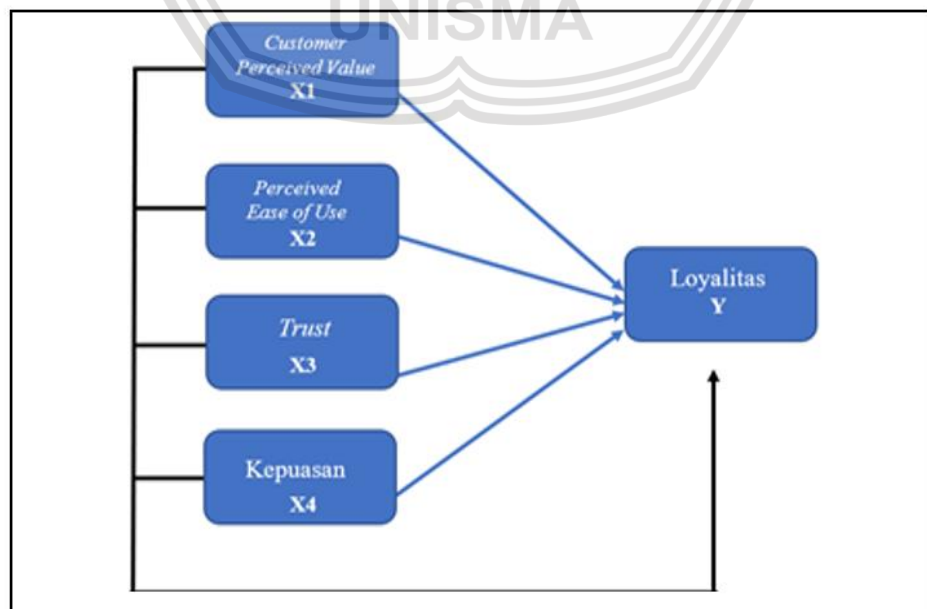 UNISMA
Customer
Perceived Value
X1
Perceived
Ease of Use
X2
Trust
X3
Kepuasan
X4
Loyalitas
Y